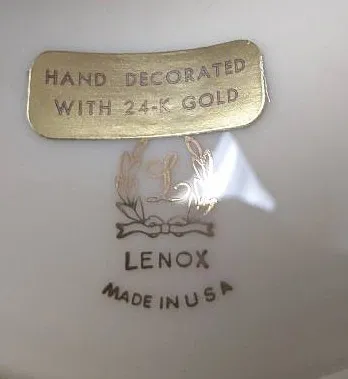 HAND DECORATED
WITH 24-K GOLD
L
LENOX
MADE IN USA